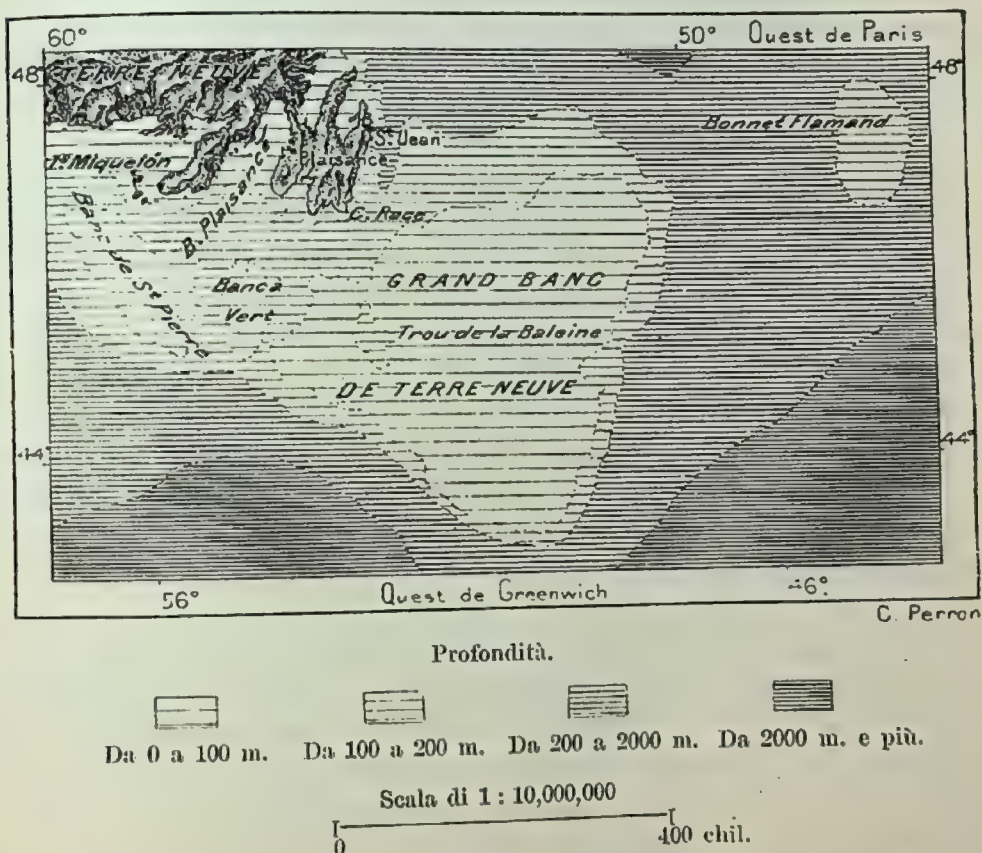 60° 50° Ouest de Paris
48° 48°
TERRE NEUVE
Bonnet Flamand
St Jean
Plaisance
Is Miquelon
C. Race
B. Plaisance
Banc de St Pierre
GRAND BANC
Banca
Vert
Trou de la Baleine
DE TERRE NEUVE
44° 44°
56° Ouest de Greenwich 46°
C. Perron
Profondità.
Da 0 a 100 m. Da 100 a 200 m. Da 200 a 2000 m. Da 2000 m. e più.
Scala di 1 : 10,000,000
0 400 chil.